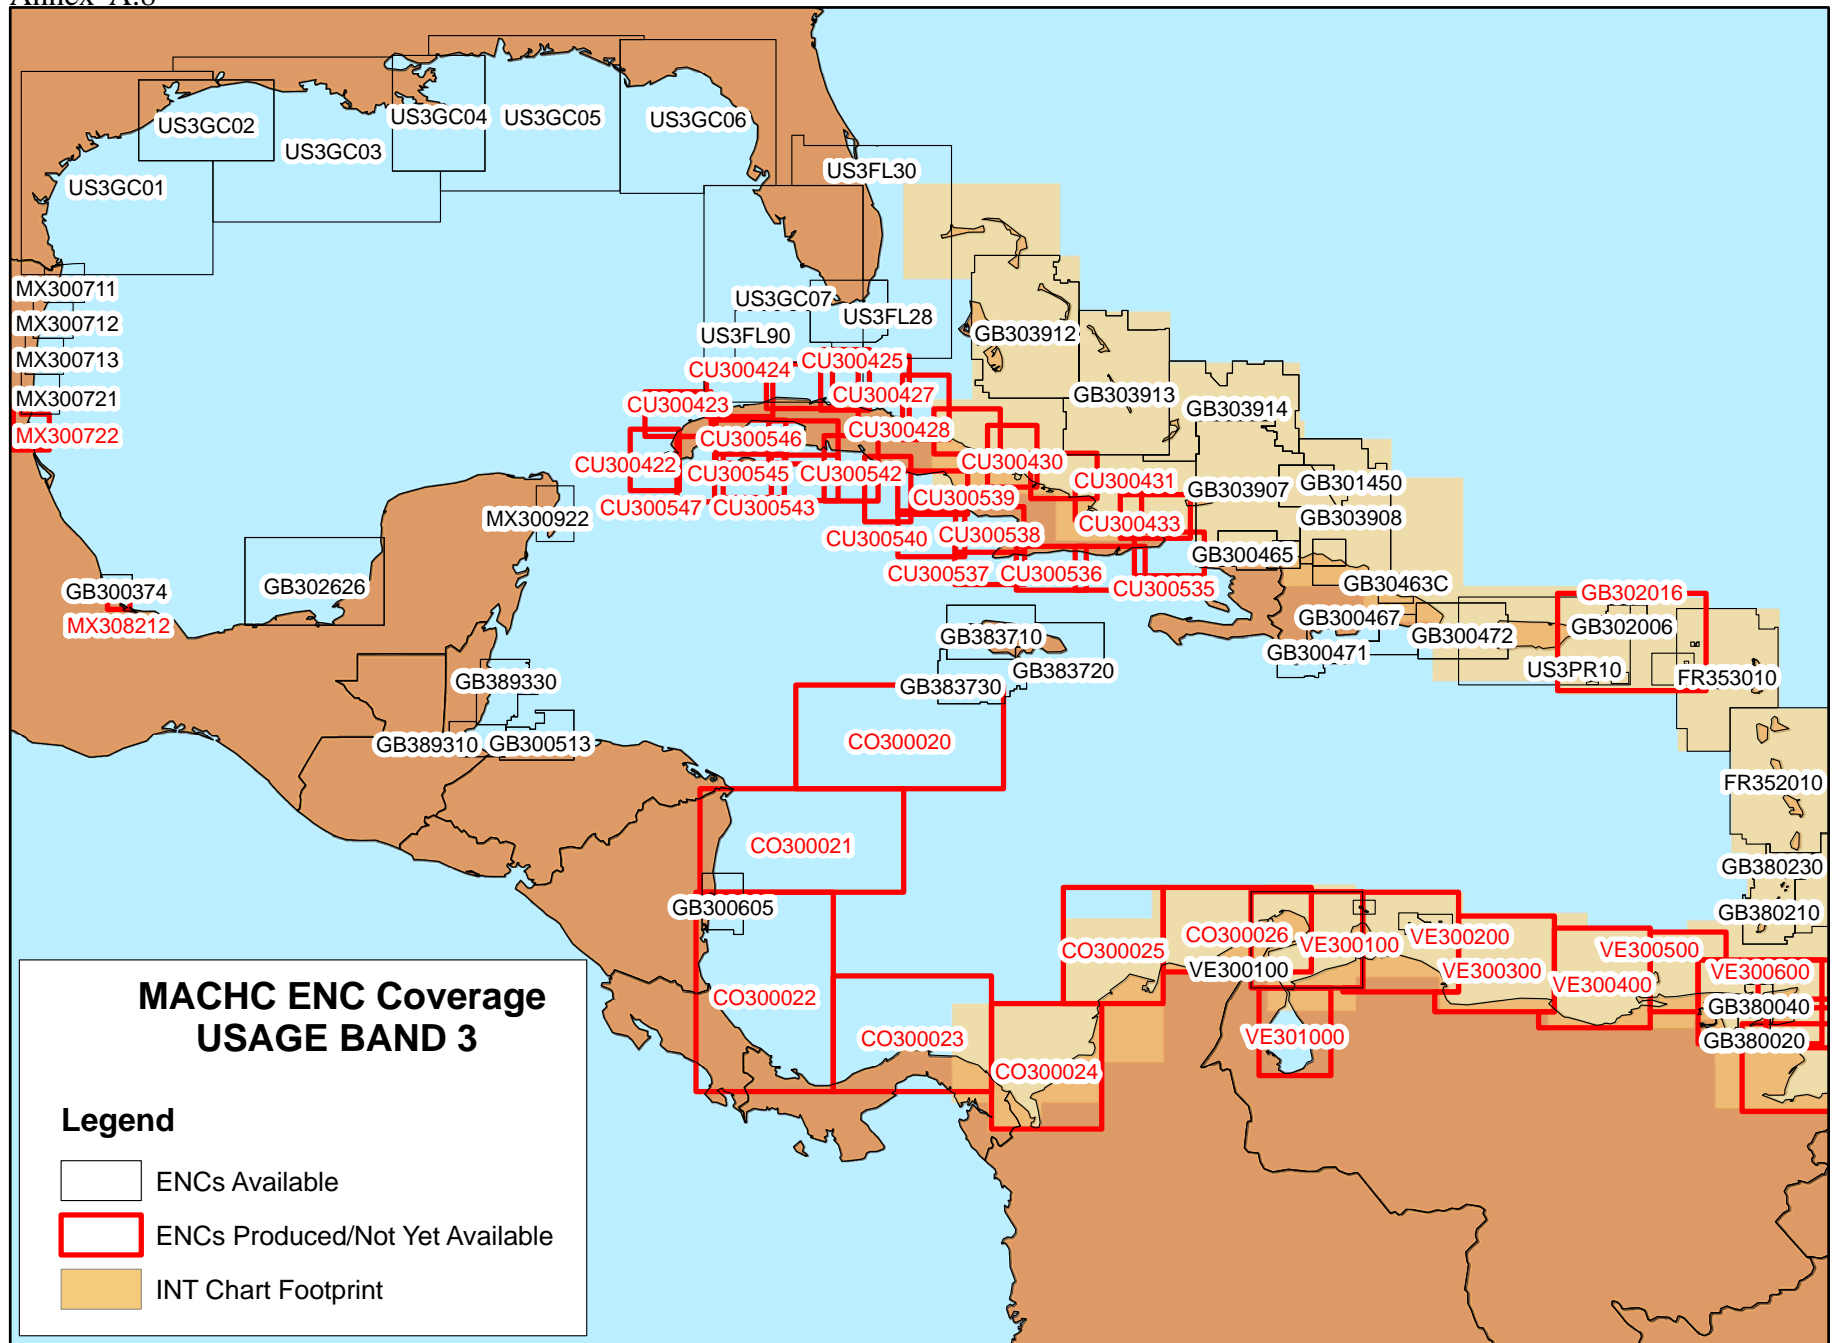 Annex A.8
US3GC02
US3GC04
US3GC05
US3GC06
US3GC03
US3GC01
US3FL30
MX300711
MX300712
MX300713
MX300721
MX300722
US3GC07
US3FL28
US3FL90
GB303912
CU300425
CU300424
CU300427
CU300423
CU300428
CU300546
CU300422
CU300545
CU300542
CU300430
CU300547
CU300543
CU300539
CU300431
CU300433
CU300540
CU300538
CU300537
CU300536
CU300535
GB303913
GB303914
GB303907
GB301450
GB303908
GB300465
GB30463C
GB300467
GB300471
GB300472
GB302016
GB302006
US3PR10
FR353010
MX300922
GB300374
MX308212
GB302626
GB383710
GB383720
GB383730
GB389330
GB389310
GB300513
CO300020
FR352010
CO300021
GB380230
GB300605
GB380210
CO300025
CO300026
VE300100
VE300100
VE300200
VE300300
VE300500
VE300400
VE300600
GB380040
GB380020
CO300022
CO300023
CO300024
VE301000
MACHC ENC Coverage
USAGE BAND 3
Legend
ENCs Available
ENCs Produced/Not Yet Available
INT Chart Footprint